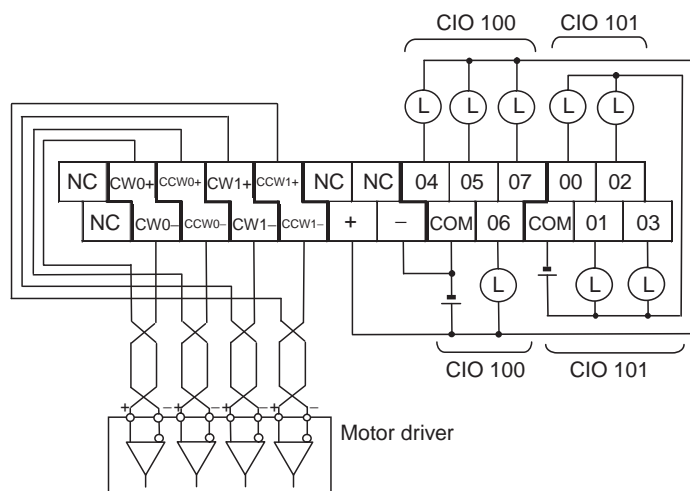 CIO 100 CIO 101
L L L L L
NC CW0+ CCW0+ CW1+ CCW1+ NC NC 04 05 07 00 02
NC CW0− CCW0− CW1− CCW1− + − COM 06 COM 01 03
L L L
CIO 100 CIO 101
+ − + − + − + −
Motor driver